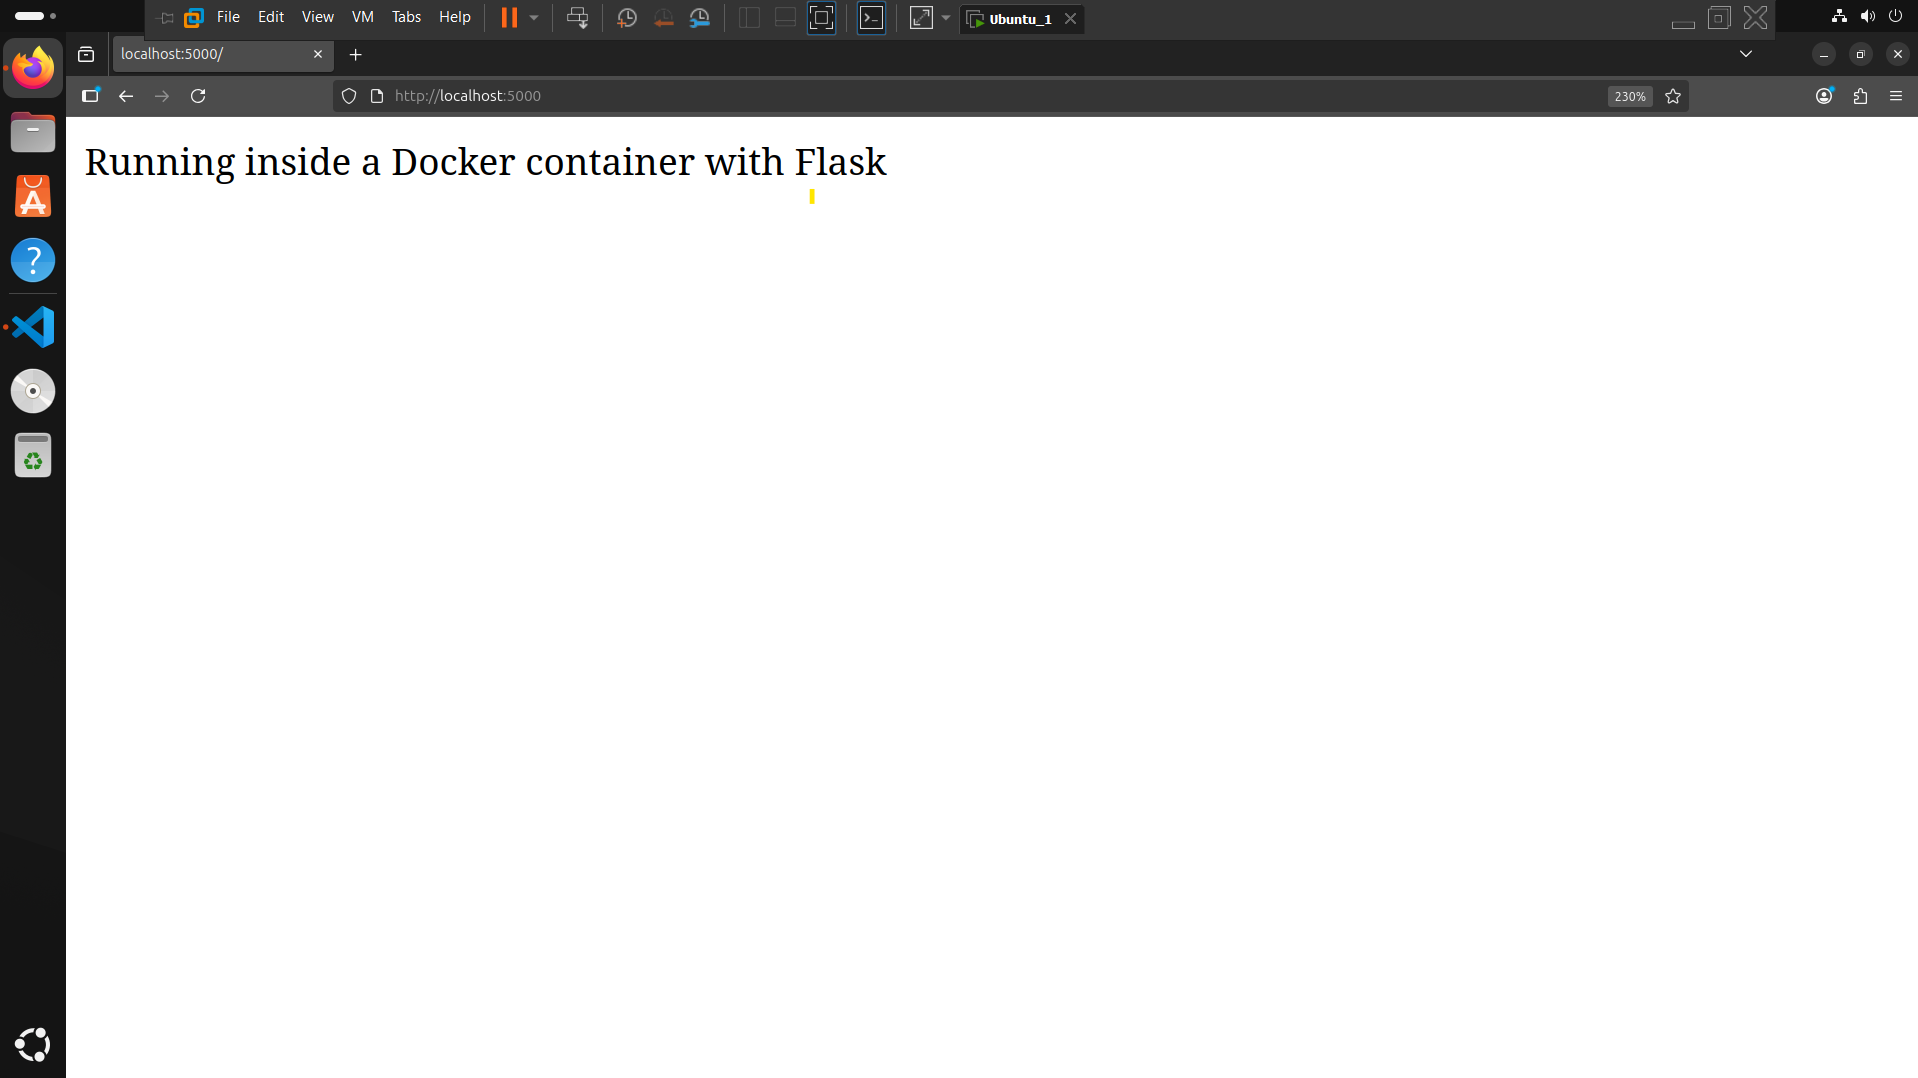 File Edit View VM Tabs Help
Ubuntu_1
localhost:5000/
http://localhost:5000
230%
Running inside a Docker container with Flask